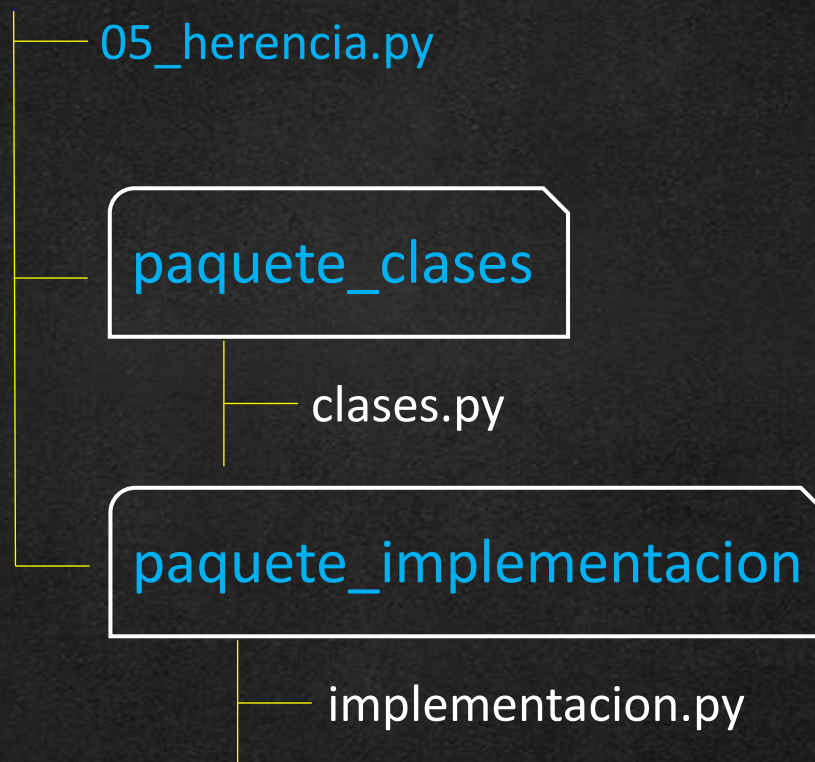 05_herencia.py
paquete_clases
clases.py
paquete_implementacion
implementacion.py